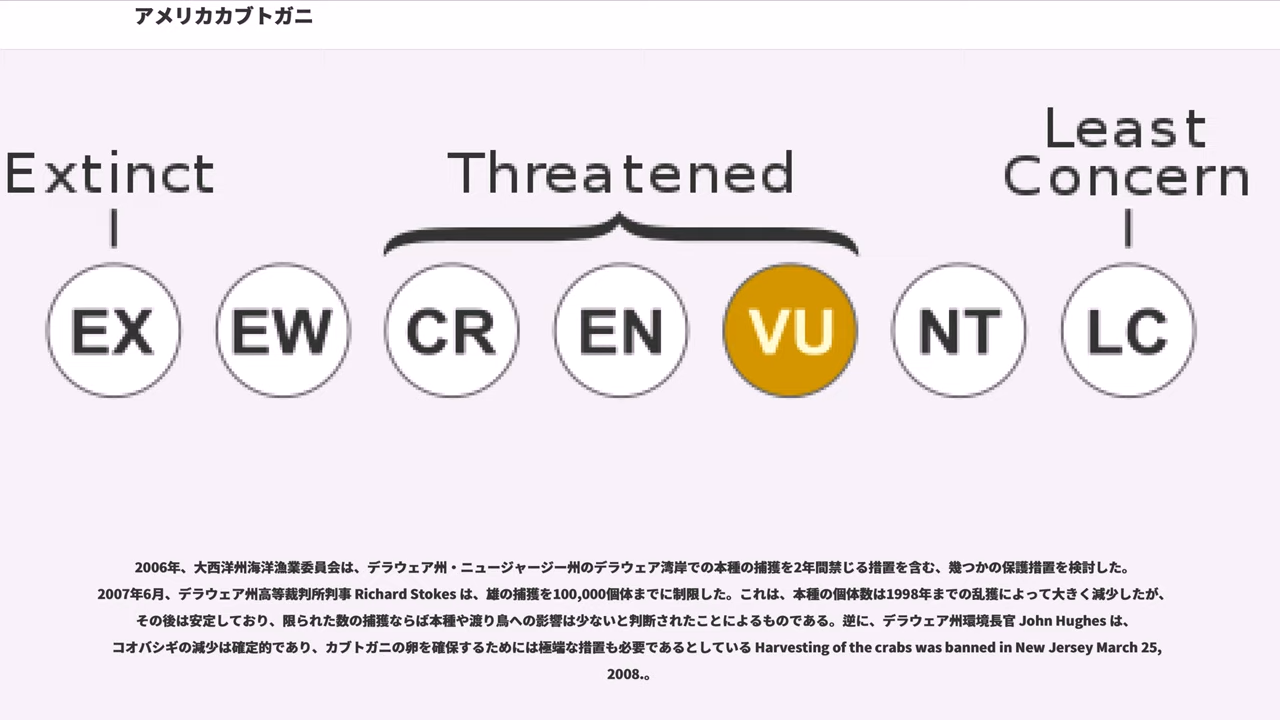 アメリカカブトガニ
Extinct
Threatened
Least
Concern
EX EW CR EN VU NT LC
2006年、大西洋州海洋漁業委員会は、デラウェア州・ニュージャージー州のデラウェア湾岸での本種の捕獲を2年間禁じる措置を含む、幾つかの保護措置を検討した。
2007年6月、デラウェア州高等裁判所判事 Richard Stokes は、雄の捕獲を100,000個体までに制限した。これは、本種の個体数は1998年までの乱獲によって大きく減少したが、
その後は安定しており、限られた数の捕獲ならば本種や渡り鳥への影響は少ないと判断されたことによるものである。逆に、デラウェア州環境長官 John Hughes は、
コオバシギの減少は確定的であり、カブトガニの卵を確保するためには極端な措置も必要であるとしている Harvesting of the crabs was banned in New Jersey March 25,
2008.。